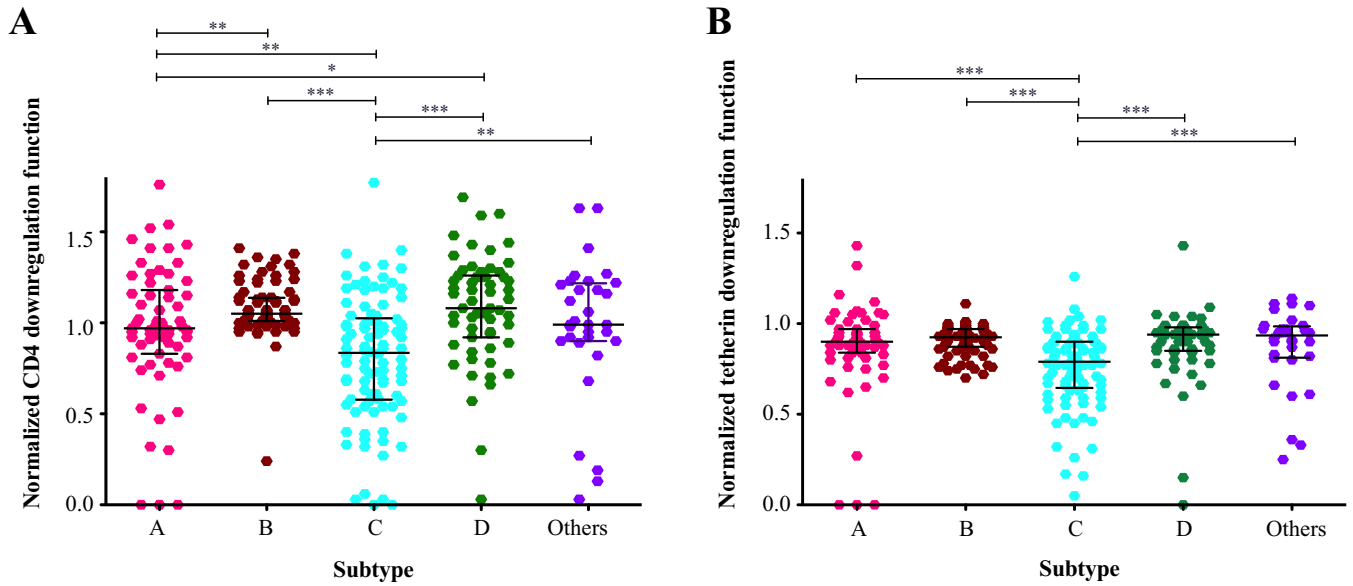 A
**
**
*
***
***
**
Normalized CD4 downregulation function
1.5
1.0
0.5
0.0
A B C D Others
Subtype
B
***
***
***
***
Normalized tetherin downregulation function
1.5
1.0
0.5
0.0
A B C D Others
Subtype